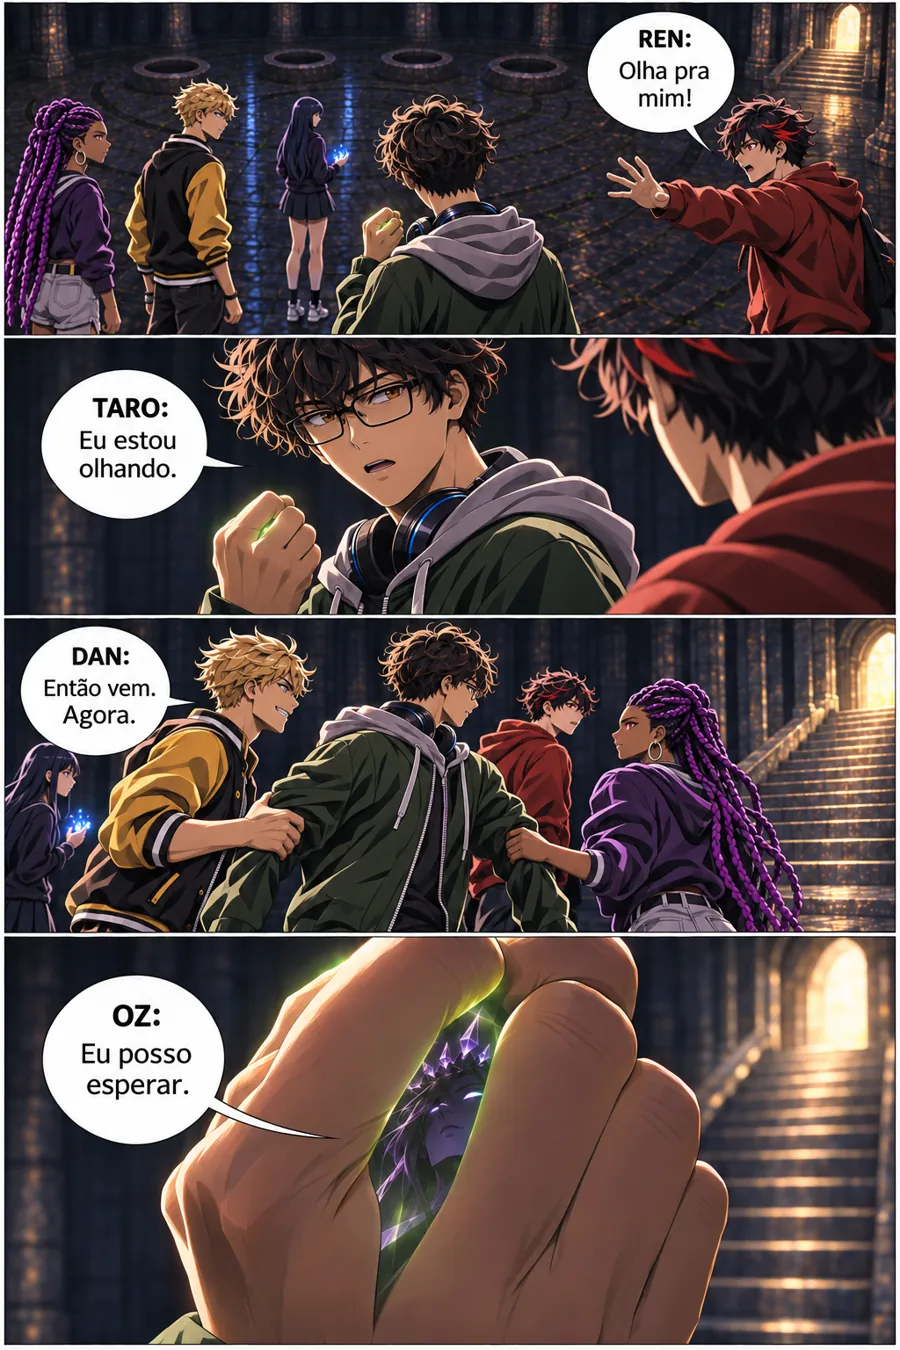 REN:
Olha pra
mim!
TARO:
Eu estou
olhando.
DAN:
Então vem.
Agora.
OZ:
Eu posso
esperar.